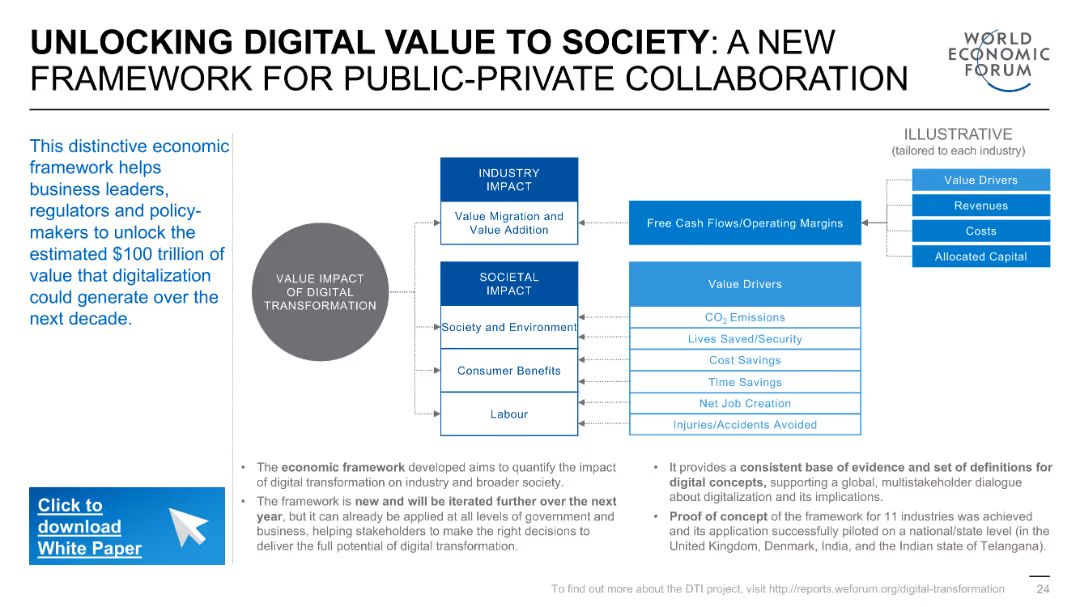 UNLOCKING DIGITAL VALUE TO SOCIETY: A NEW
FRAMEWORK FOR PUBLIC-PRIVATE COLLABORATION
WORLD
ECONOMIC
FORUM
This distinctive economic
framework helps
business leaders,
regulators and policy-
makers to unlock the
estimated $100 trillion of
value that digitalization
could generate over the
next decade.
Click to
download
White Paper
VALUE IMPACT
OF DIGITAL
TRANSFORMATION
INDUSTRY
IMPACT
Value Migration and
Value Addition
SOCIETAL
IMPACT
Society and Environment
Consumer Benefits
Labour
Free Cash Flows/Operating Margins
Value Drivers
CO2 Emissions
Lives Saved/Security
Cost Savings
Time Savings
Net Job Creation
Injuries/Accidents Avoided
ILLUSTRATIVE
(tailored to each industry)
Value Drivers
Revenues
Costs
Allocated Capital
• The economic framework developed aims to quantify the impact
of digital transformation on industry and broader society.
• The framework is new and will be iterated further over the next
year, but it can already be applied at all levels of government and
business, helping stakeholders to make the right decisions to
deliver the full potential of digital transformation.
• It provides a consistent base of evidence and set of definitions for
digital concepts, supporting a global, multistakeholder dialogue
about digitalization and its implications.
• Proof of concept of the framework for 11 industries was achieved
and its application successfully piloted on a national/state level (in the
United Kingdom, Denmark, India, and the Indian state of Telangana).
To find out more about the DTI project, visit http://reports.weforum.org/digital-transformation
24